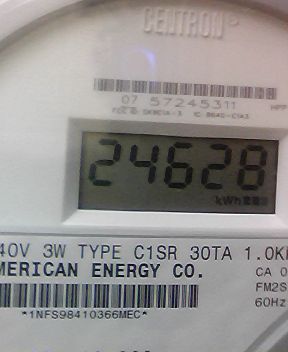 CENTRON
07 57245311
24628
kWh
40V 3W TYPE C1SR 30TA 1.0K
MERICAN ENERGY CO.
CA 0
FM2S
60Hz
*1NFS98410366MEC*